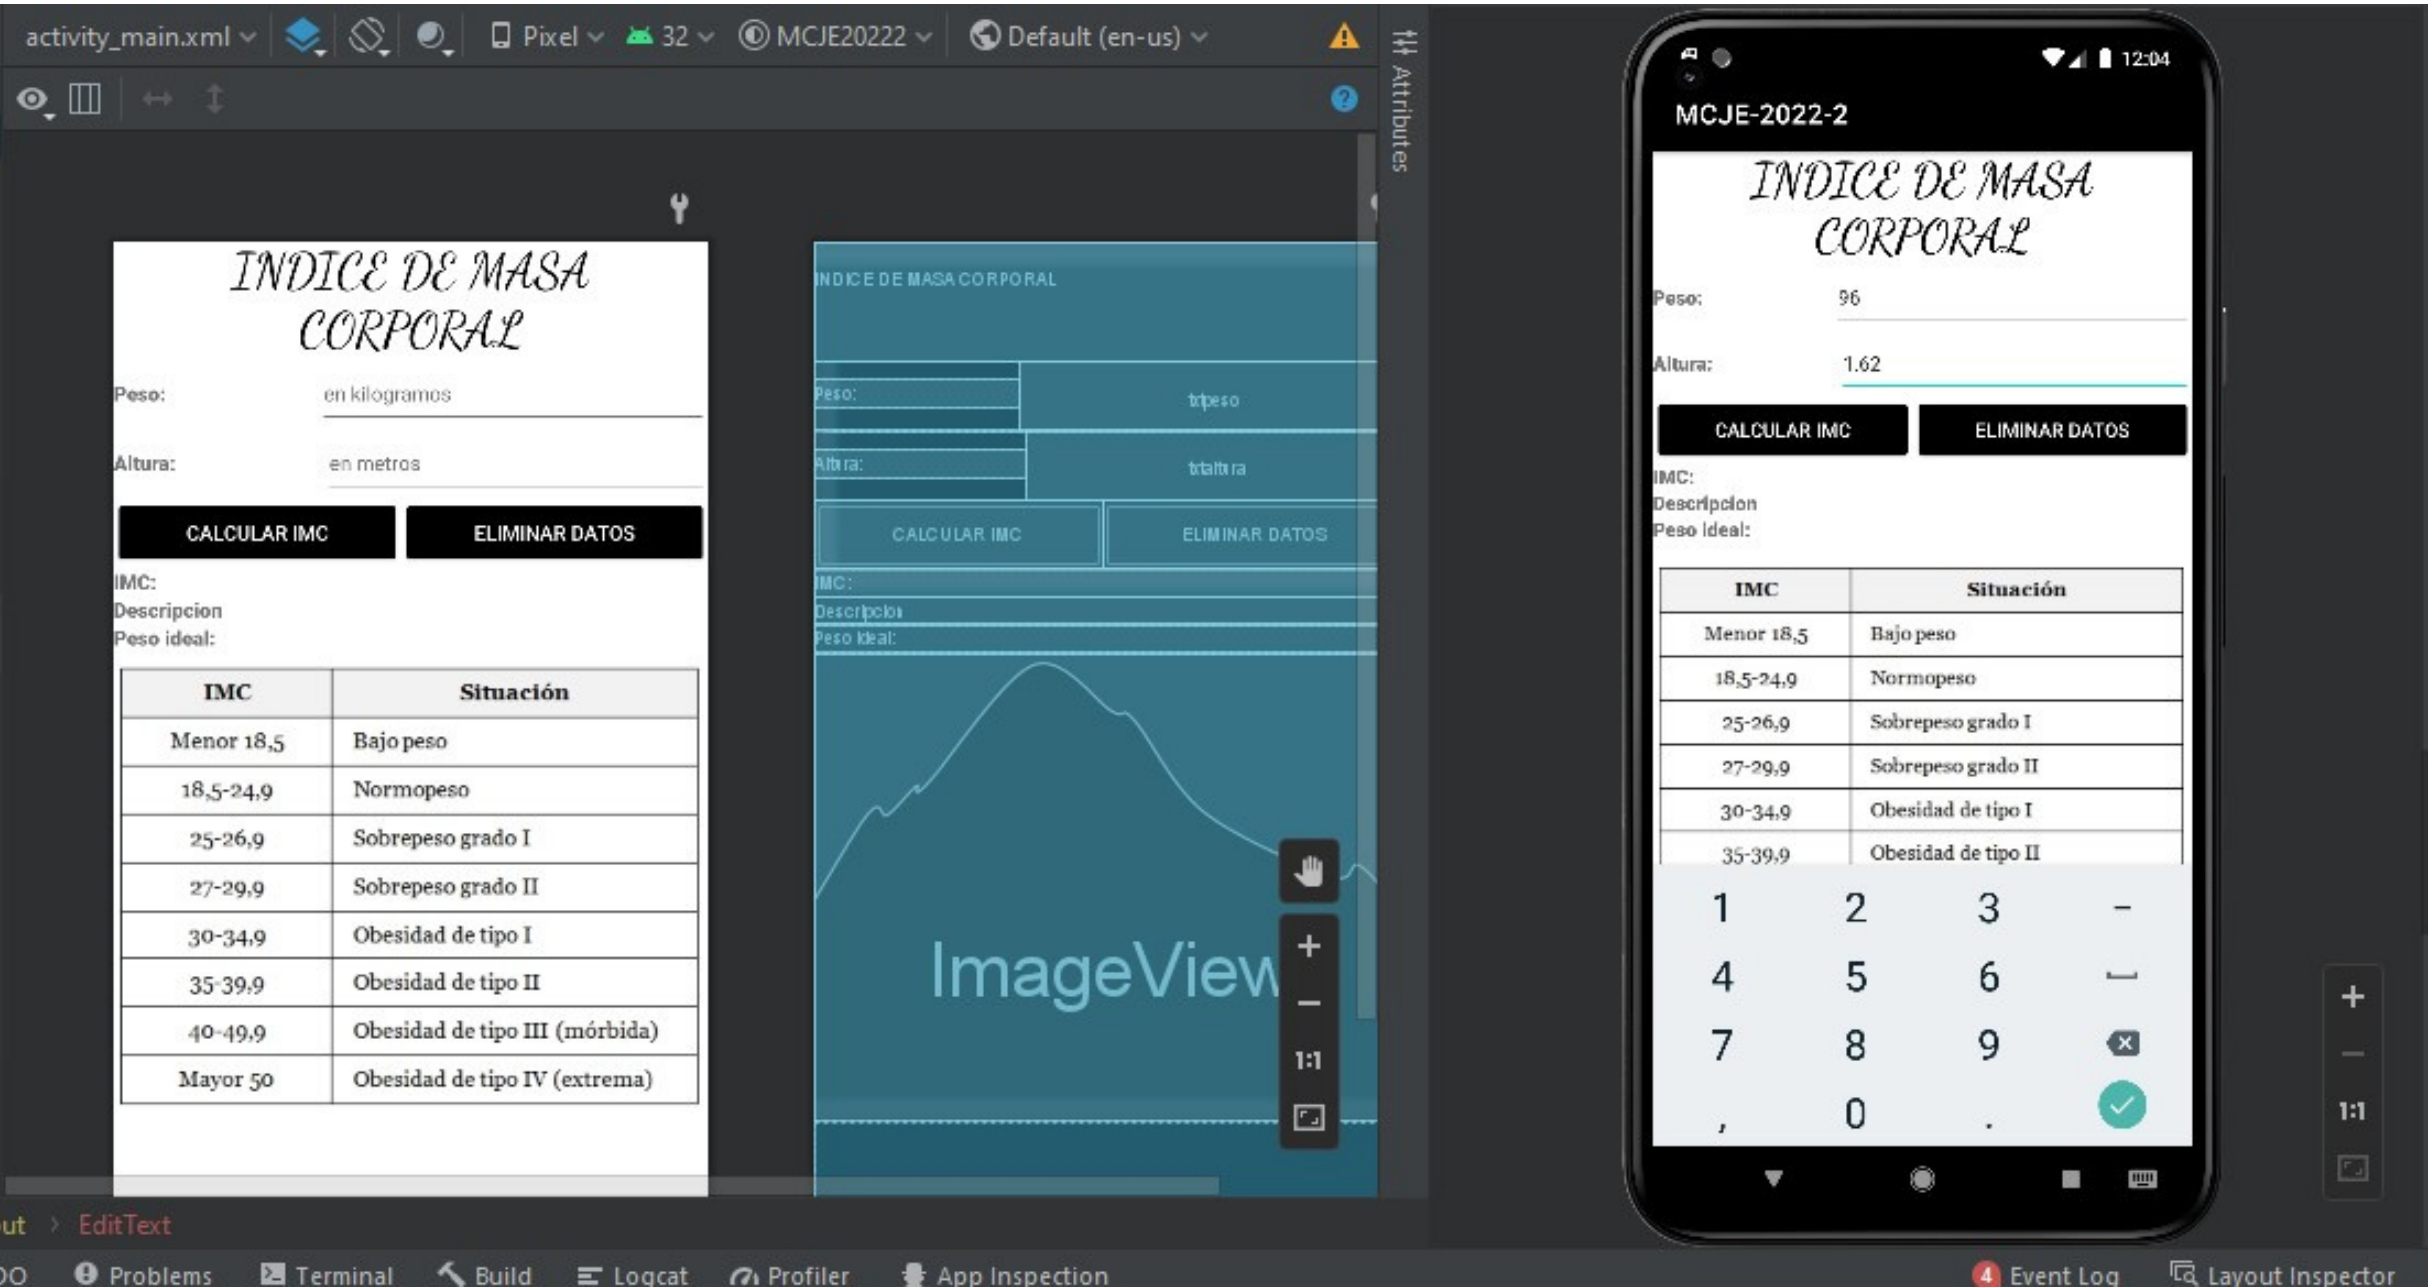 activity_main.xml Pixel 32 MCJE20222 Default (en-us)
Attributes
INDICE DE MASA
CORPORAL
Peso: en kilogramos
Altura: en metros
CALCULAR IMC ELIMINAR DATOS
IMC:
Descripcion
Peso ideal:
IMC Situación
Menor 18,5 Bajo peso
18,5-24,9 Normopeso
25-26,9 Sobrepeso grado I
27-29,9 Sobrepeso grado II
30-34,9 Obesidad de tipo I
35-39,9 Obesidad de tipo II
40-49,9 Obesidad de tipo III (mórbida)
Mayor 50 Obesidad de tipo IV (extrema)
INDICE DE MASA CORPORAL
Peso: txtpeso
Altura: txtaltura
CALCULAR IMC ELIMINAR DATOS
IMC:
Descripcion
Peso ideal:
ImageView
1:1
12:04
MCJE-2022-2
INDICE DE MASA
CORPORAL
Peso: 96
Altura: 1.62
CALCULAR IMC ELIMINAR DATOS
IMC:
Descripcion
Peso ideal:
IMC Situación
Menor 18,5 Bajo peso
18,5-24,9 Normopeso
25-26,9 Sobrepeso grado I
27-29,9 Sobrepeso grado II
30-34,9 Obesidad de tipo I
35-39,9 Obesidad de tipo II
1 2 3 -
4 5 6
7 8 9
, 0 .
1:1
ut > EditText
DO Problems Terminal Build Logcat Profiler App Inspection 4 Event Log Layout Inspector